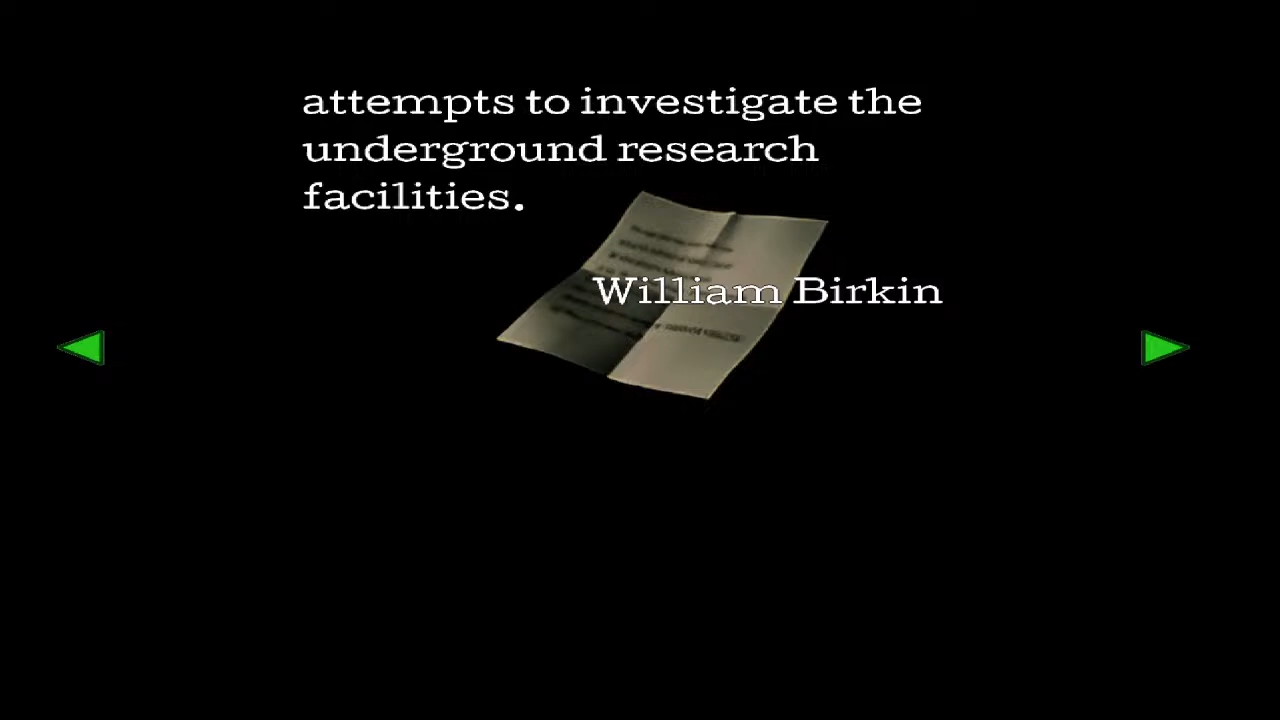 attempts to investigate the
underground research
facilities.
William Birkin